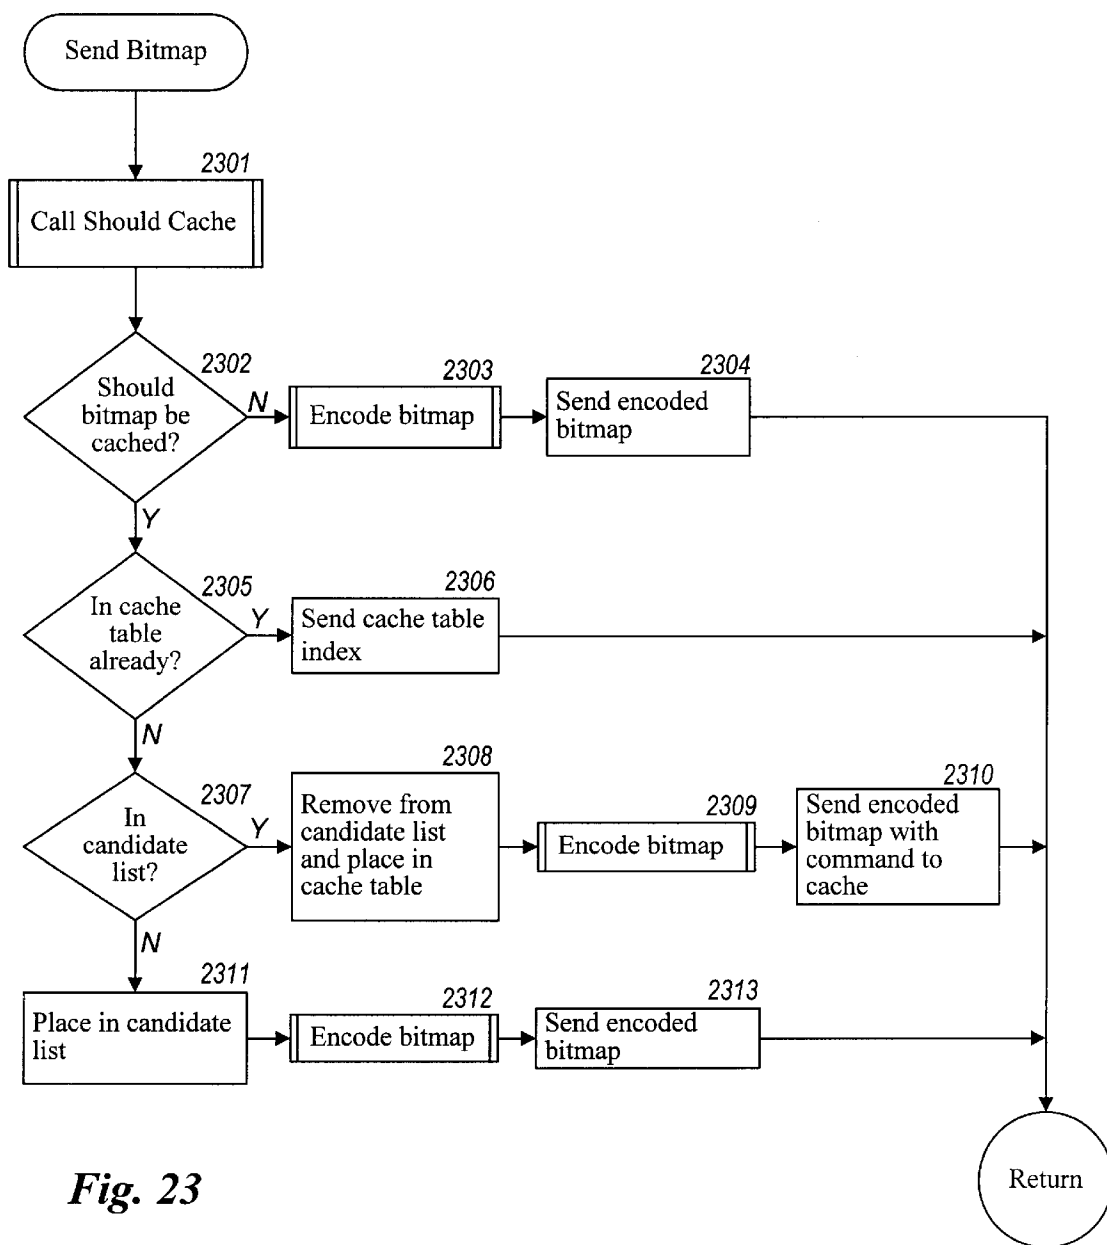 Send Bitmap
2301
Call Should Cache
2302
Should
bitmap be
cached?
N
2303
Encode bitmap
2304
Send encoded
bitmap
Y
2305
In cache
table
already?
Y
2306
Send cache table
index
N
2307
In
candidate
list?
Y
2308
Remove from
candidate list
and place in
cache table
2309
Encode bitmap
2310
Send encoded
bitmap with
command to
cache
N
2311
Place in candidate
list
2312
Encode bitmap
2313
Send encoded
bitmap
Return
Fig. 23